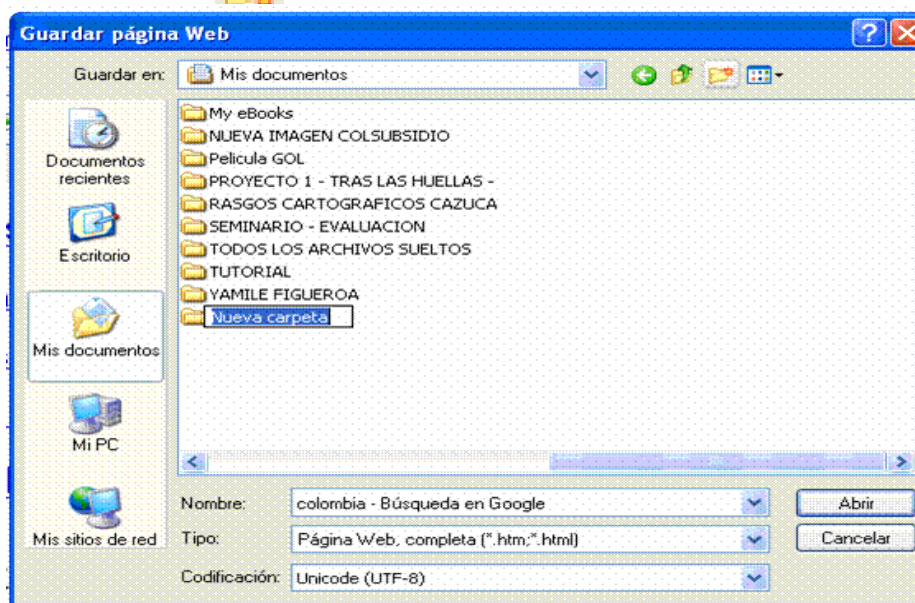 Guardar página Web
Guardar en:
Mis documentos
My eBooks
NUEVA IMAGEN COLSUBSIDIO
Pelicula GOL
PROYECTO 1 - TRAS LAS HUELLAS -
RASGOS CARTOGRAFICOS CAZUCA
SEMINARIO - EVALUACION
TODOS LOS ARCHIVOS SUELTOS
TUTORIAL
YAMILE FIGUEROA
Nueva carpeta
Documentos
recientes
Escritorio
Mis documentos
Mi PC
Mis sitios de red
Nombre:
colombia - Búsqueda en Google
Abrir
Tipo:
Página Web, completa (*.htm;*.html)
Cancelar
Codificación:
Unicode (UTF-8)